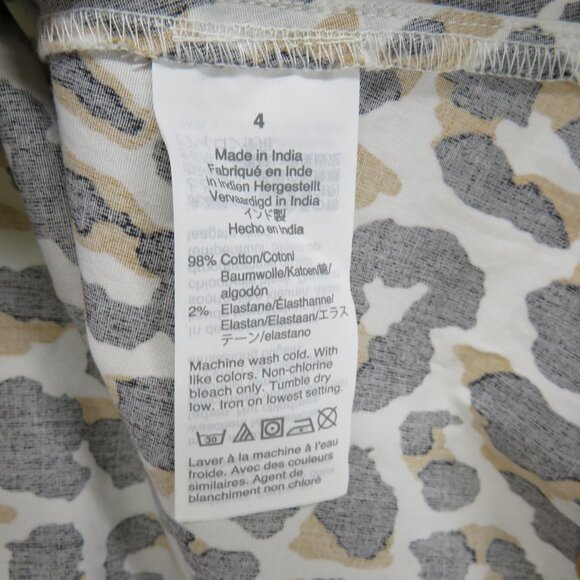 4
Made in India
Fabriqué en Inde
in Indien Hergestellt
Vervaardigd in India
インド製
Hecho en India
98% Cotton/Coton/
Baumwolle/Katoen/綿/
algodón
2% Elastane/Élasthanne/
Elastan/Elastaan/エラス
テーン/elastano
Machine wash cold. With
like colors. Non-chlorine
bleach only. Tumble dry
low. Iron on lowest setting.
30
Laver à la machine à l'eau
froide. Avec des couleurs
similaires. Agent de
blanchiment non chloré